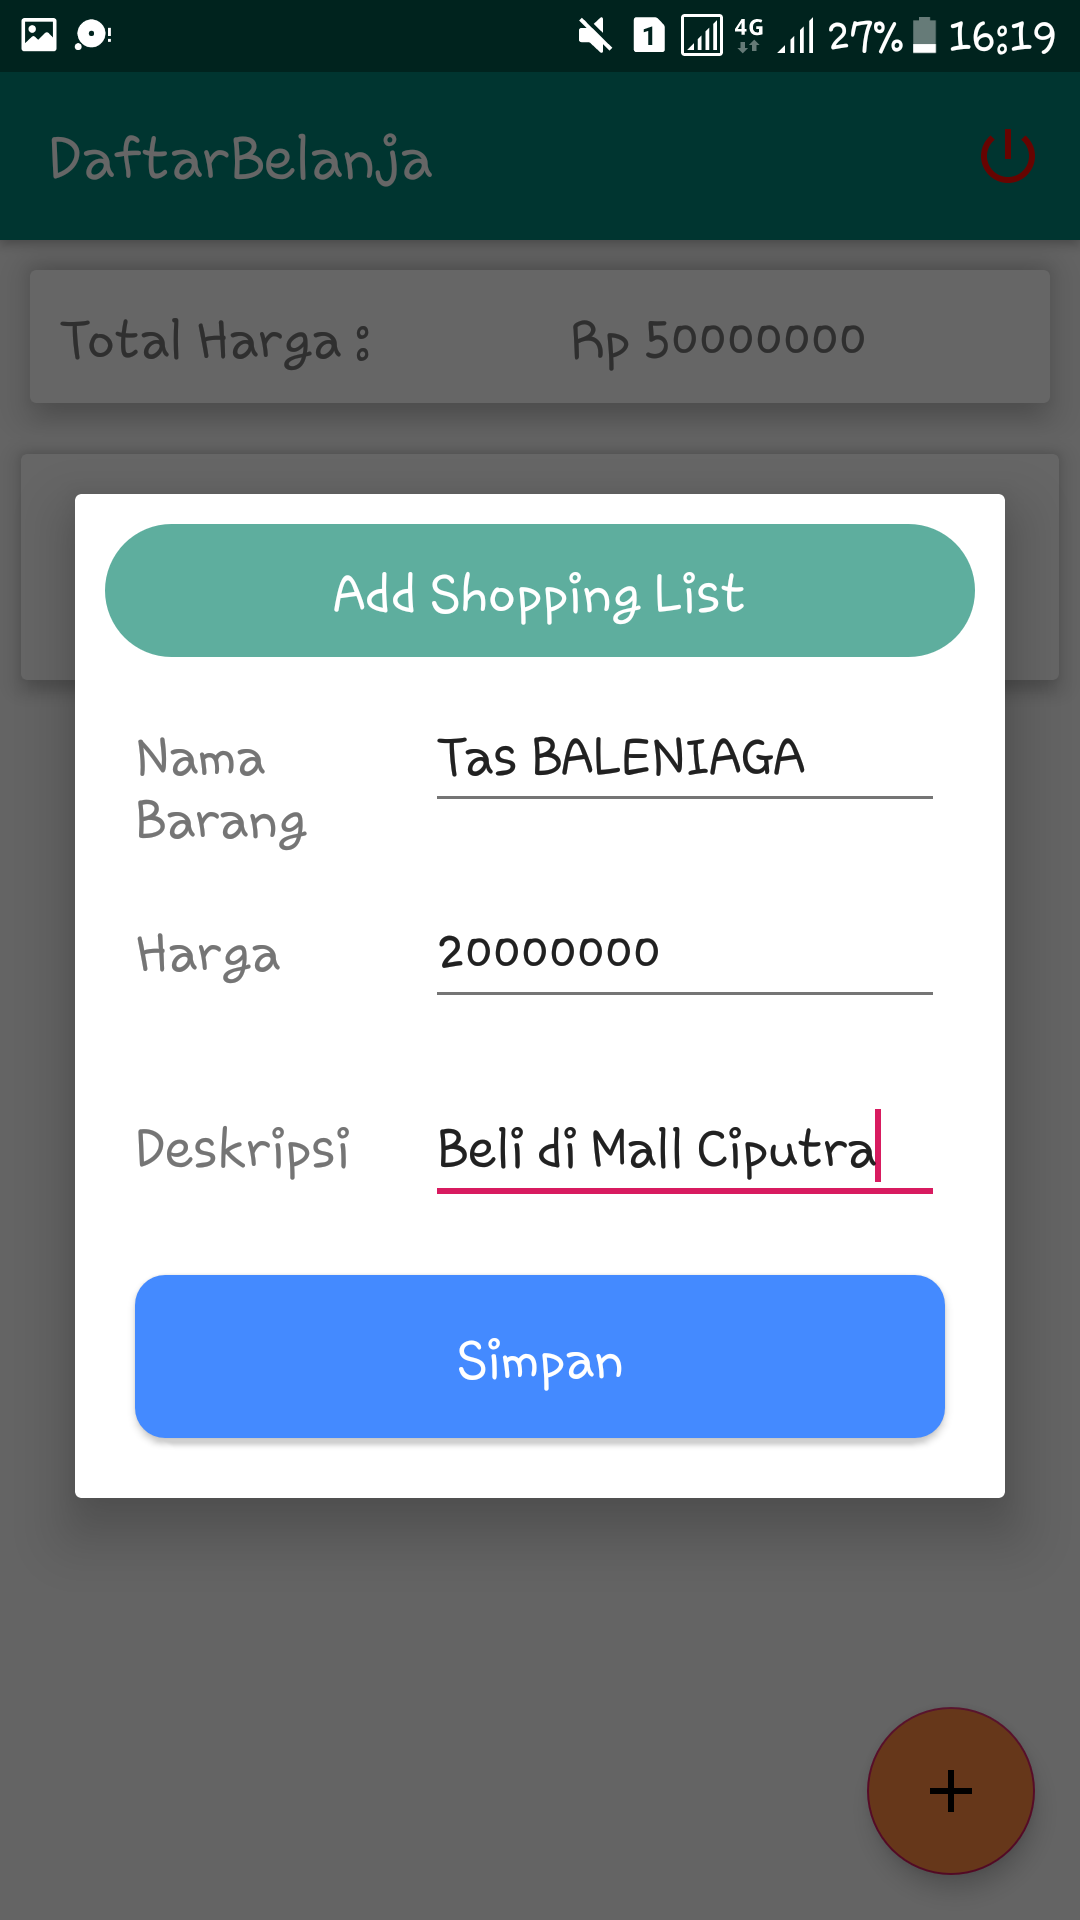 1 4G 27% 16:19
DaftarBelanja
Total Harga : Rp 50000000
Add Shopping List
Nama Barang Tas BALENIAGA
Harga 20000000
Deskripsi Beli di Mall Ciputra
Simpan